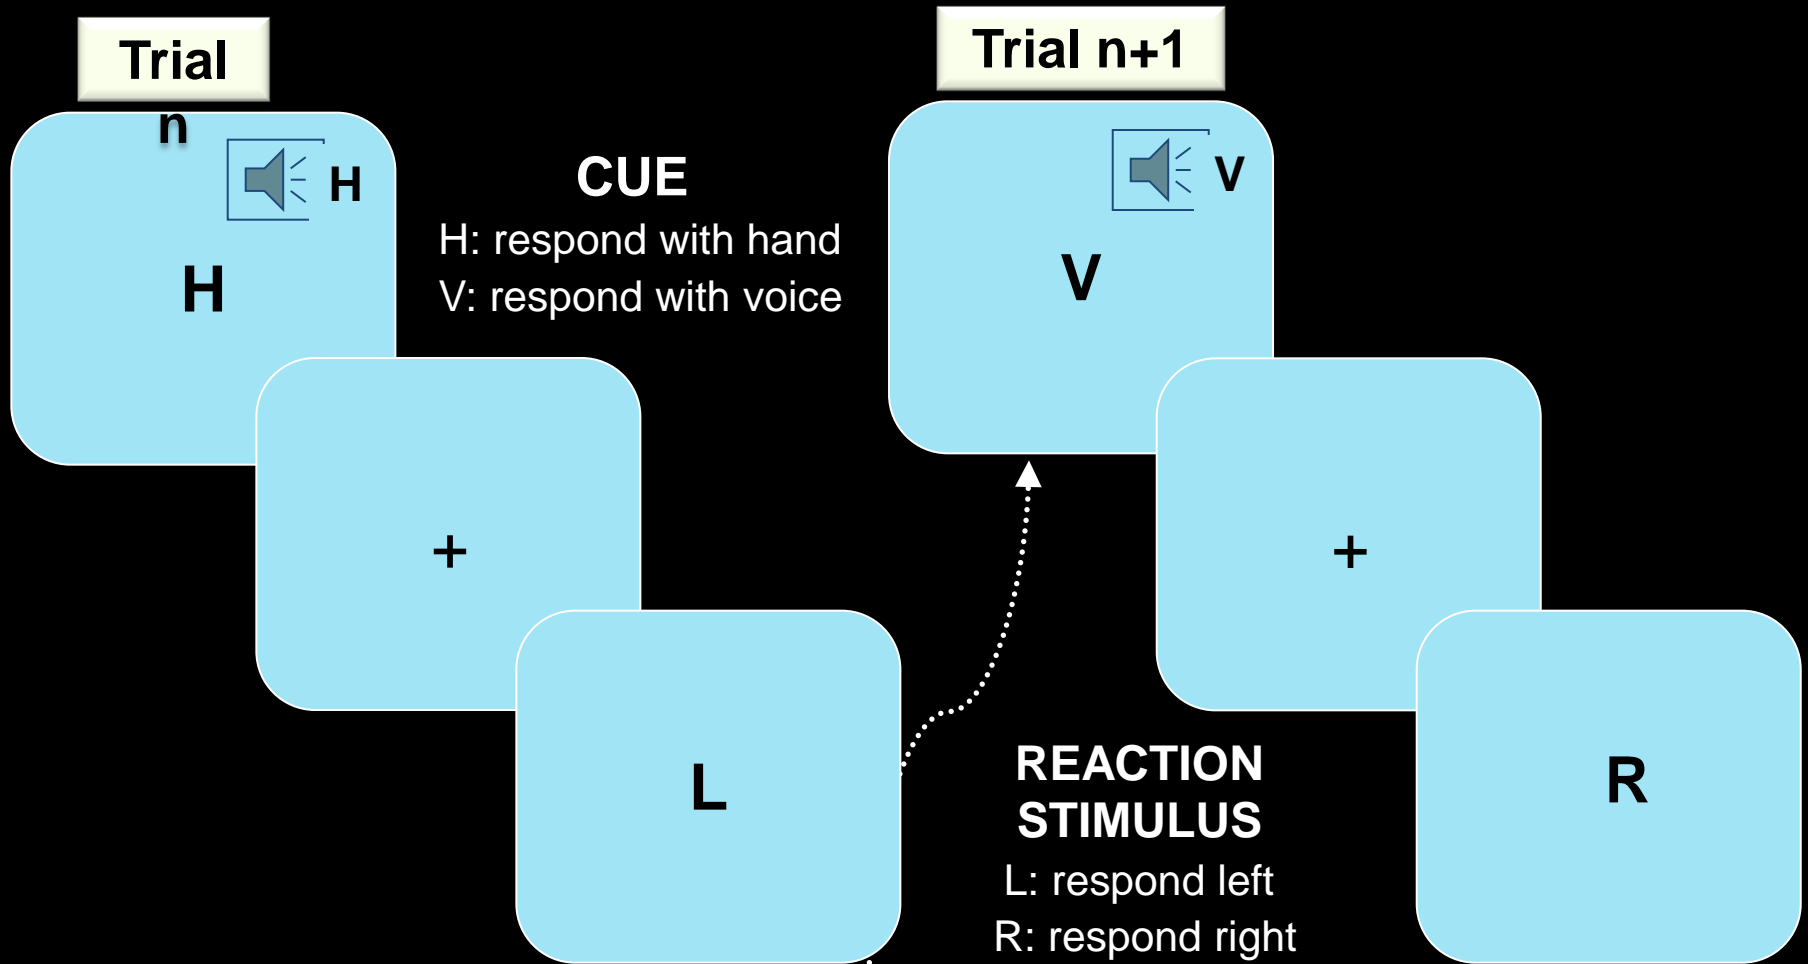 Trial
n
H
H
CUE
H: respond with hand
V: respond with voice
+
L
Trial n+1
V
V
+
REACTION
STIMULUS
L: respond left
R: respond right
R